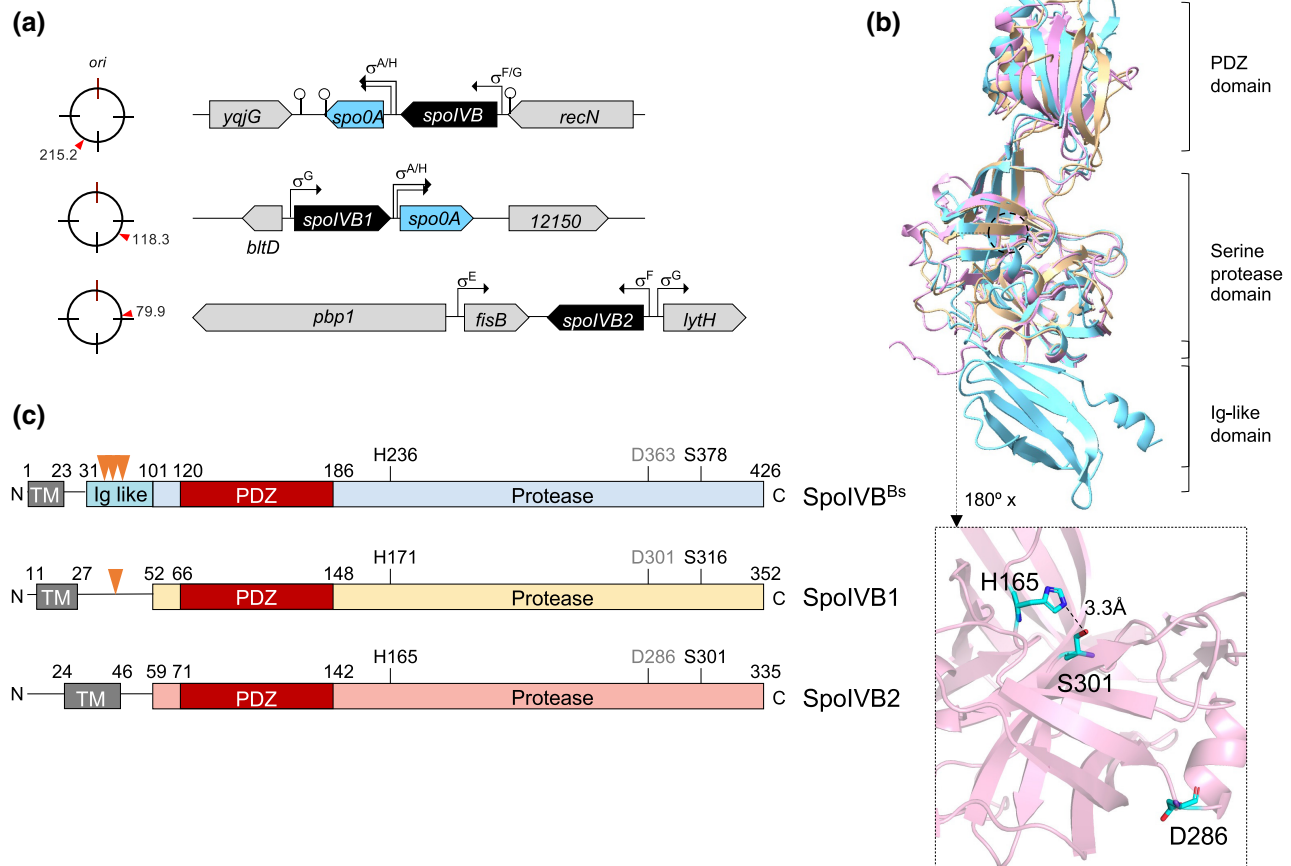 (a)
ori
215.2
yqjG
spo0A
σA/H
spoIVB
σF/G
recN
118.3
bltD
σG
spoIVB1
σA/H
spo0A
12150
79.9
pbp1
σE
fisB
spoIVB2
σF
σG
lytH
(b)
PDZ
domain
Serine
protease
domain
Ig-like
domain
180º x
H165
3.3Å
S301
D286
(c)
1 23 31 101 120 186 H236 D363 S378 426
N TM Ig like PDZ Protease C SpoIVBBs
11 27 52 66 148 H171 D301 S316 352
N TM PDZ Protease C SpoIVB1
24 46 59 71 142 H165 D286 S301 335
N TM PDZ Protease C SpoIVB2